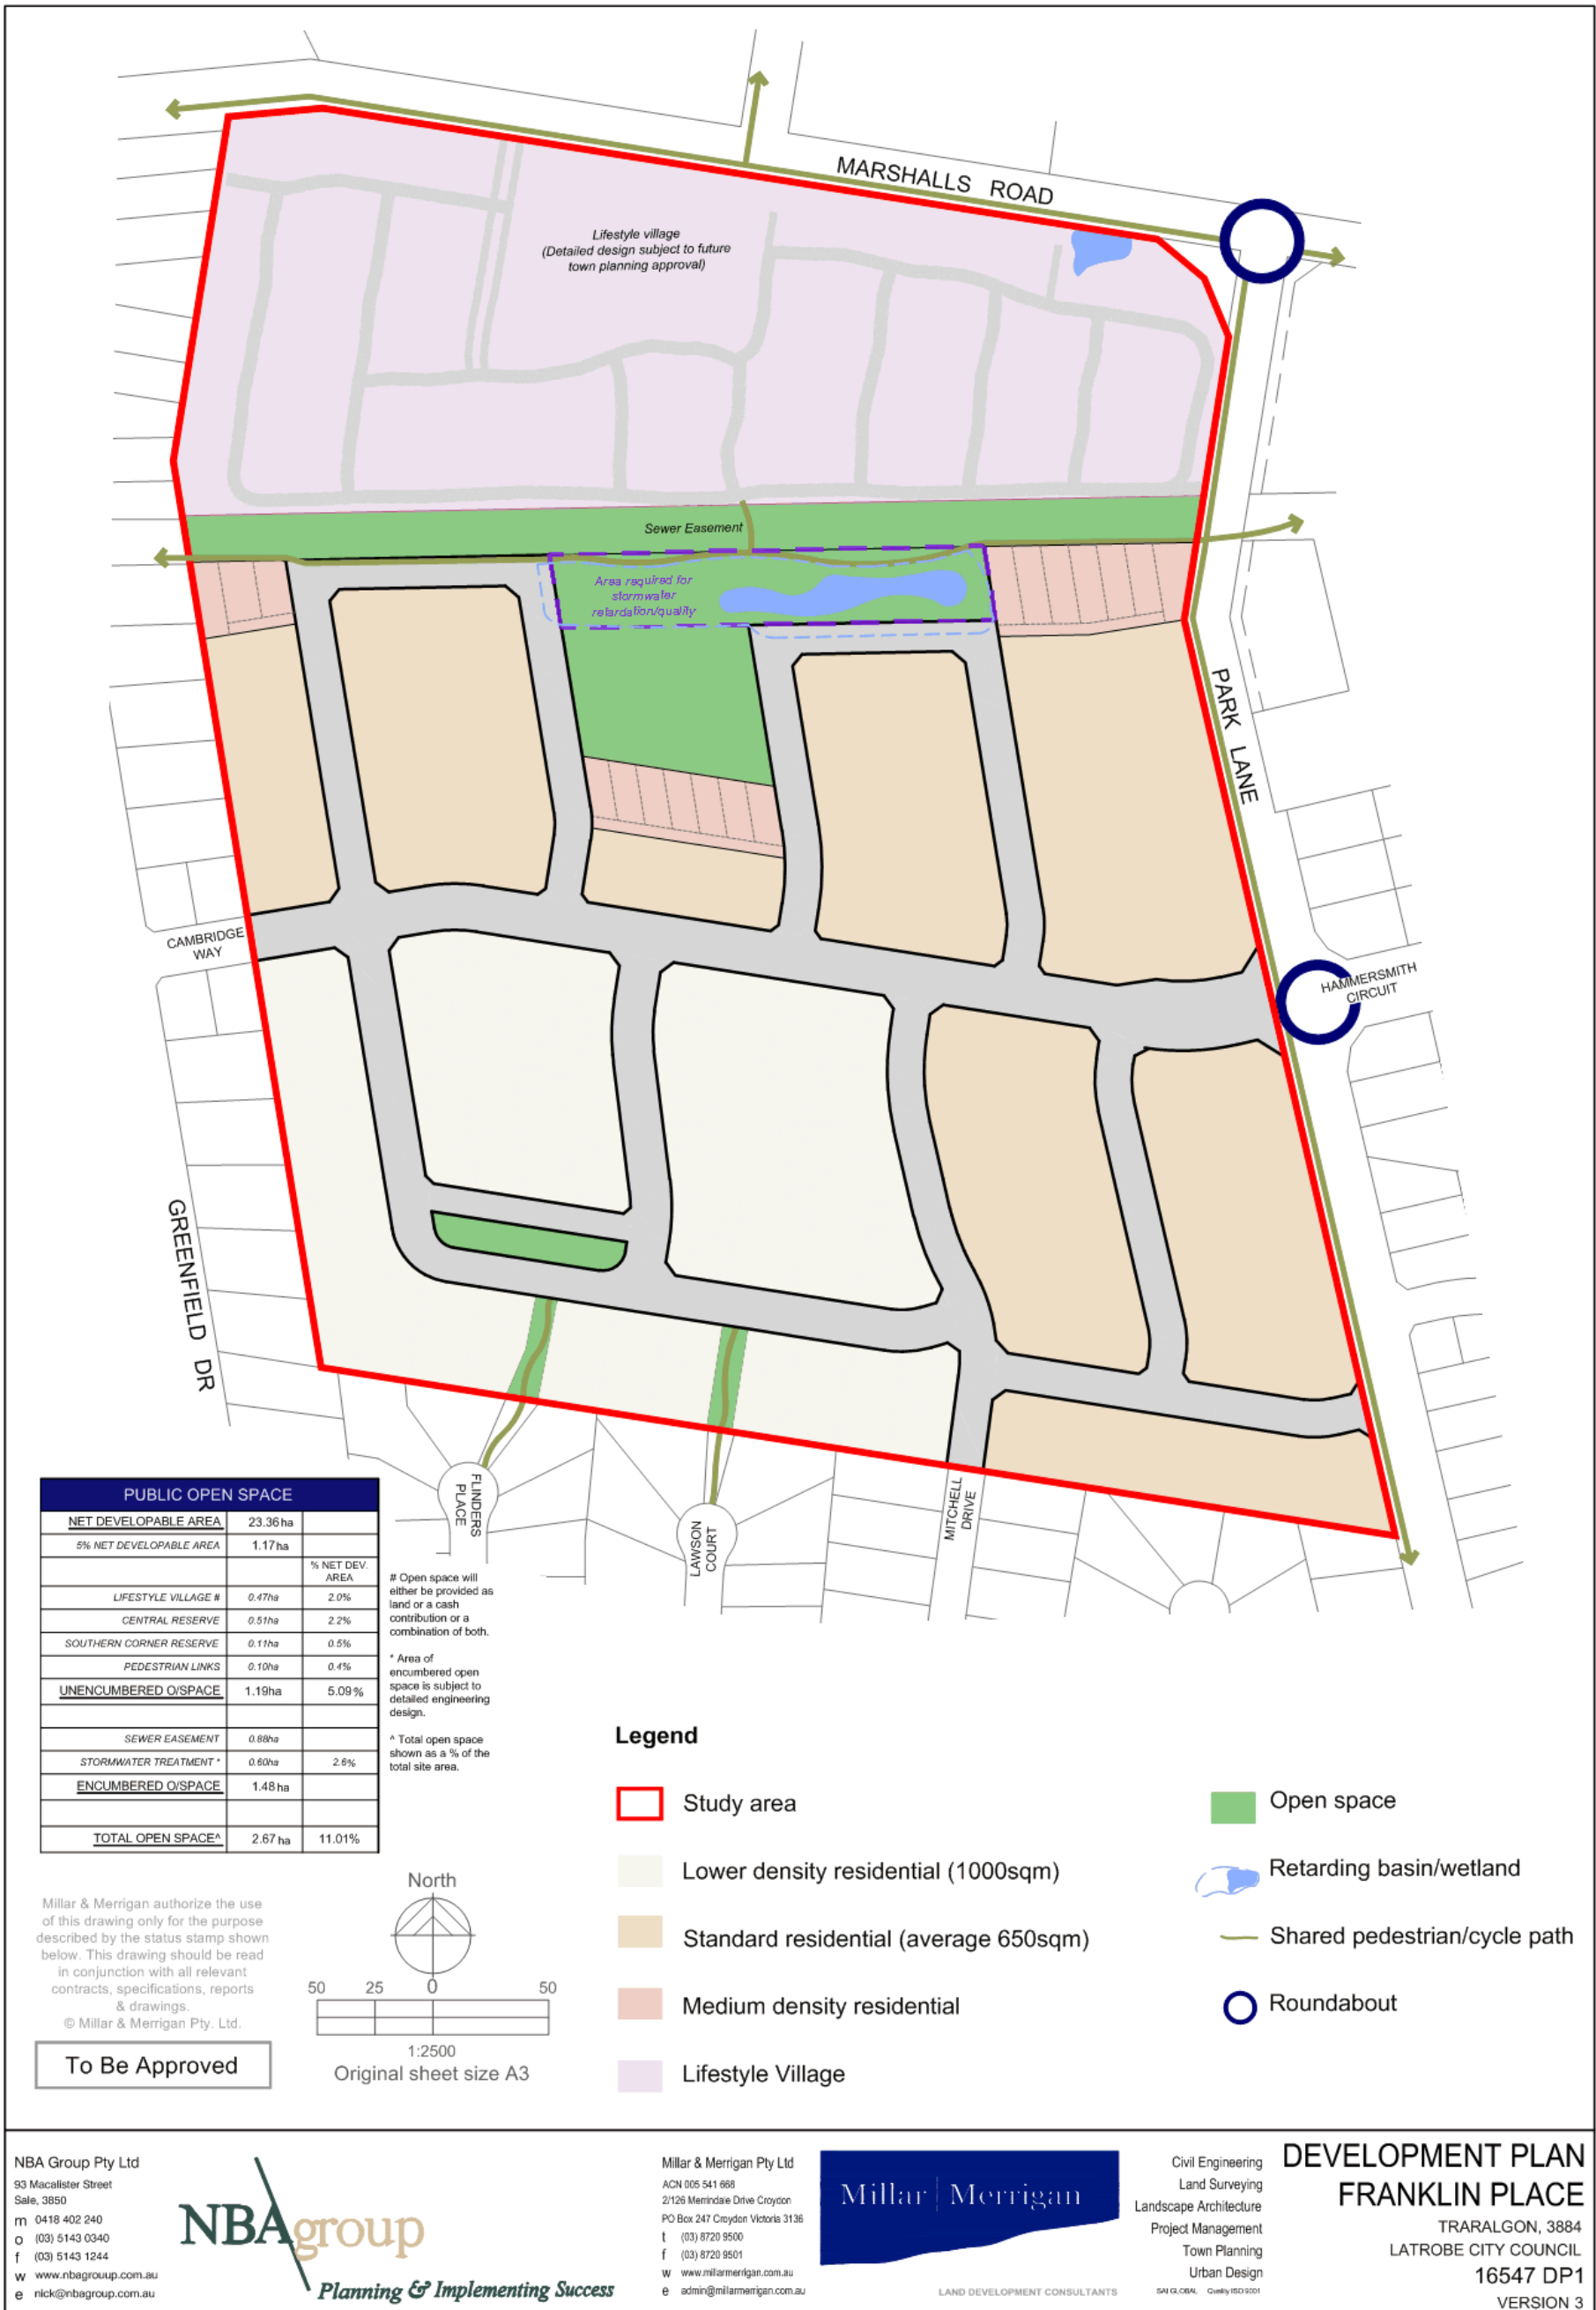 MARSHALLS ROAD
Lifestyle village
(Detailed design subject to future
town planning approval)
Sewer Easement
Area required for
stormwater
retardation/quality
PARK LANE
CAMBRIDGE
WAY
HAMMERSMITH
CIRCUIT
GREENFIELD DR
FLINDERS
PLACE
LAWSON
COURT
MITCHELL
DRIVE
PUBLIC OPEN SPACE
NET DEVELOPABLE AREA 23.36 ha
5% NET DEVELOPABLE AREA 1.17ha
% NET DEV.
AREA
LIFESTYLE VILLAGE # 0.47ha 2.0%
CENTRAL RESERVE 0.51ha 2.2%
SOUTHERN CORNER RESERVE 0.11ha 0.5%
PEDESTRIAN LINKS 0.10ha 0.4%
UNENCUMBERED O/SPACE 1.19ha 5.09%
SEWER EASEMENT 0.88ha
STORMWATER TREATMENT * 0.60ha 2.6%
ENCUMBERED O/SPACE 1.48 ha
TOTAL OPEN SPACE^ 2.67 ha 11.01%
# Open space will
either be provided as
land or a cash
contribution or a
combination of both.
* Area of
encumbered open
space is subject to
detailed engineering
design.
^ Total open space
shown as a % of the
total site area.
Legend
Study area
Lower density residential (1000sqm)
Standard residential (average 650sqm)
Medium density residential
Lifestyle Village
Open space
Retarding basin/wetland
Shared pedestrian/cycle path
Roundabout
Millar & Merrigan authorize the use
of this drawing only for the purpose
described by the status stamp shown
below. This drawing should be read
in conjunction with all relevant
contracts, specifications, reports
& drawings.
© Millar & Merrigan Pty. Ltd.
To Be Approved
North
50 25 0 50
1:2500
Original sheet size A3
NBA Group Pty Ltd
93 Macalister Street
Sale, 3850
m 0418 402 240
o (03) 5143 0340
f (03) 5143 1244
w www.nbagrouup.com.au
e nick@nbagroup.com.au
NBAgroup
Planning & Implementing Success
Millar & Merrigan Pty Ltd
ACN 005 541 668
2/126 Merrindale Drive Croydon
PO Box 247 Croydon Victoria 3136
t (03) 8720 9500
f (03) 8720 9501
w www.millarmerrigan.com.au
e admin@millarmerrigan.com.au
Millar Merrigan
LAND DEVELOPMENT CONSULTANTS
Civil Engineering
Land Surveying
Landscape Architecture
Project Management
Town Planning
Urban Design
SAI GLOBAL Quality ISO 9001
DEVELOPMENT PLAN
FRANKLIN PLACE
TRARALGON, 3884
LATROBE CITY COUNCIL
16547 DP1
VERSION 3